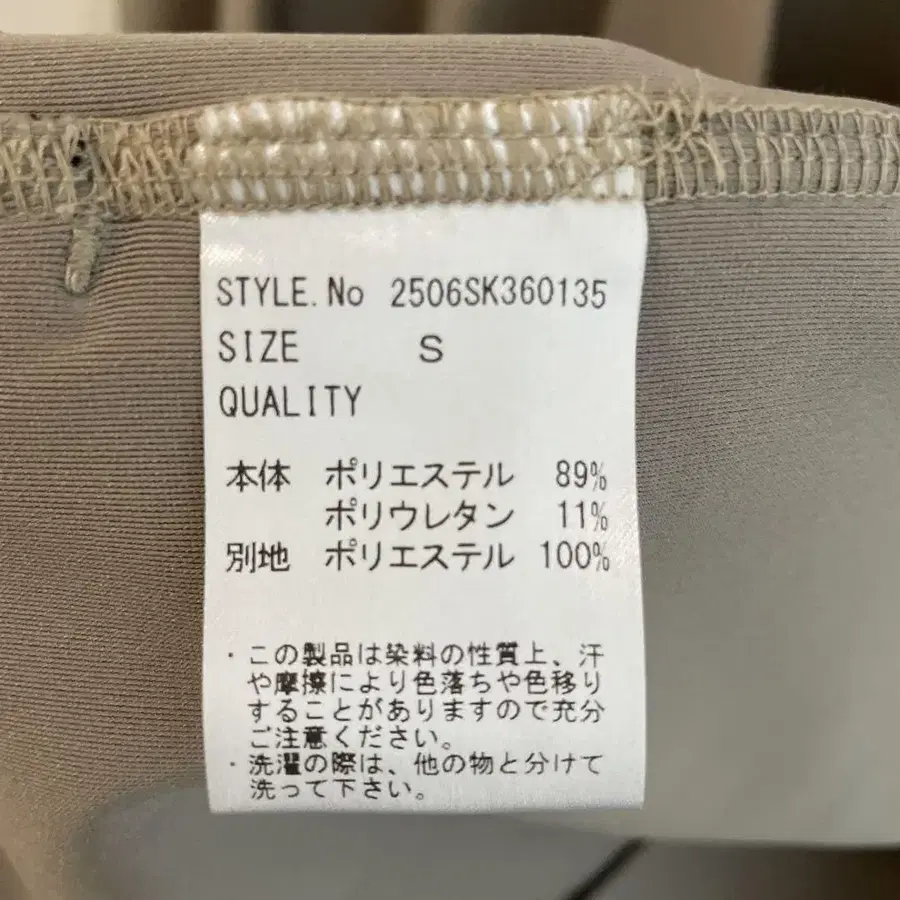 STYLE.No 2506SK360135
SIZE S
QUALITY
本体 ポリエステル 89%
ポリウレタン 11%
別地 ポリエステル 100%
・この製品は染料の性質上、汗
や摩擦により色落ちや色移り
することがありますので充分
ご注意ください。
・洗濯の際は、他の物と分けて
洗って下さい。